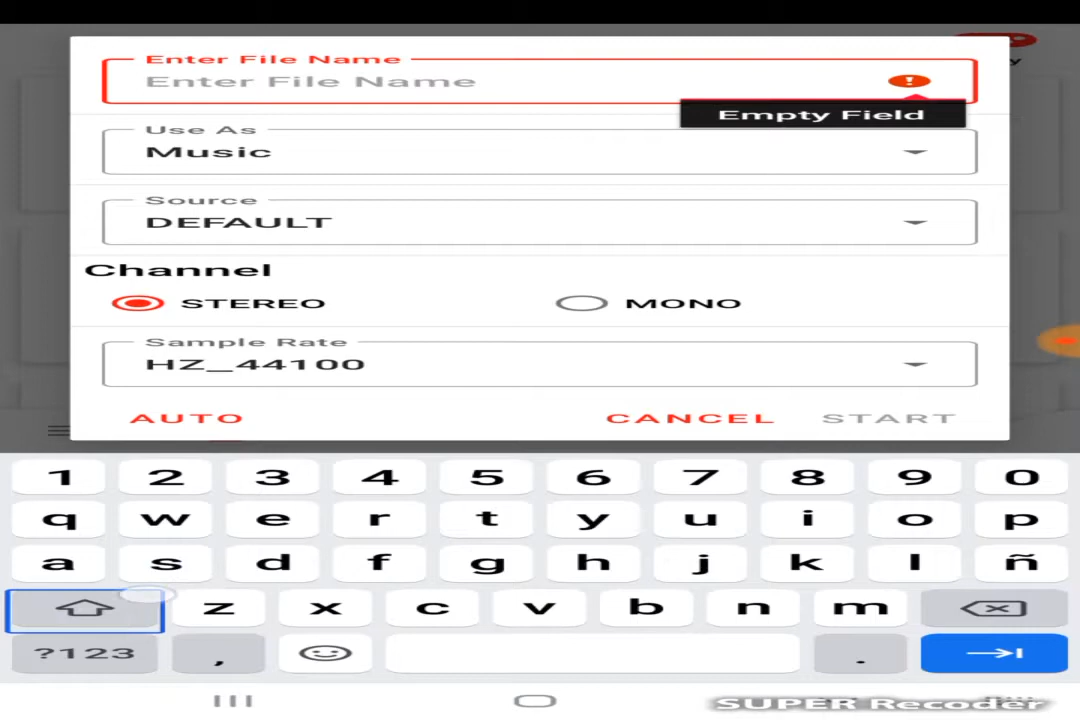 Enter File Name
Enter File Name
Empty Field
Use As
Music
Source
DEFAULT
Channel
STEREO MONO
Sample Rate
HZ_44100
AUTO CANCEL START
1 2 3 4 5 6 7 8 9 0
q w e r t y u i o p
a s d f g h j k l ñ
z x c v b n m
?123 , .
SUPER Recoder